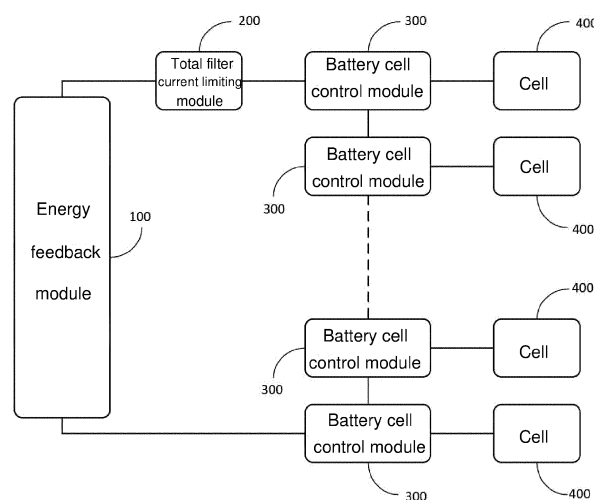 200
300
400
Total filter
current limiting
module
Battery cell
control module
Cell
Battery cell
control module
Cell
300
400
Energy
feedback
module
100
400
Battery cell
control module
Cell
300
Battery cell
control module
Cell
300
400